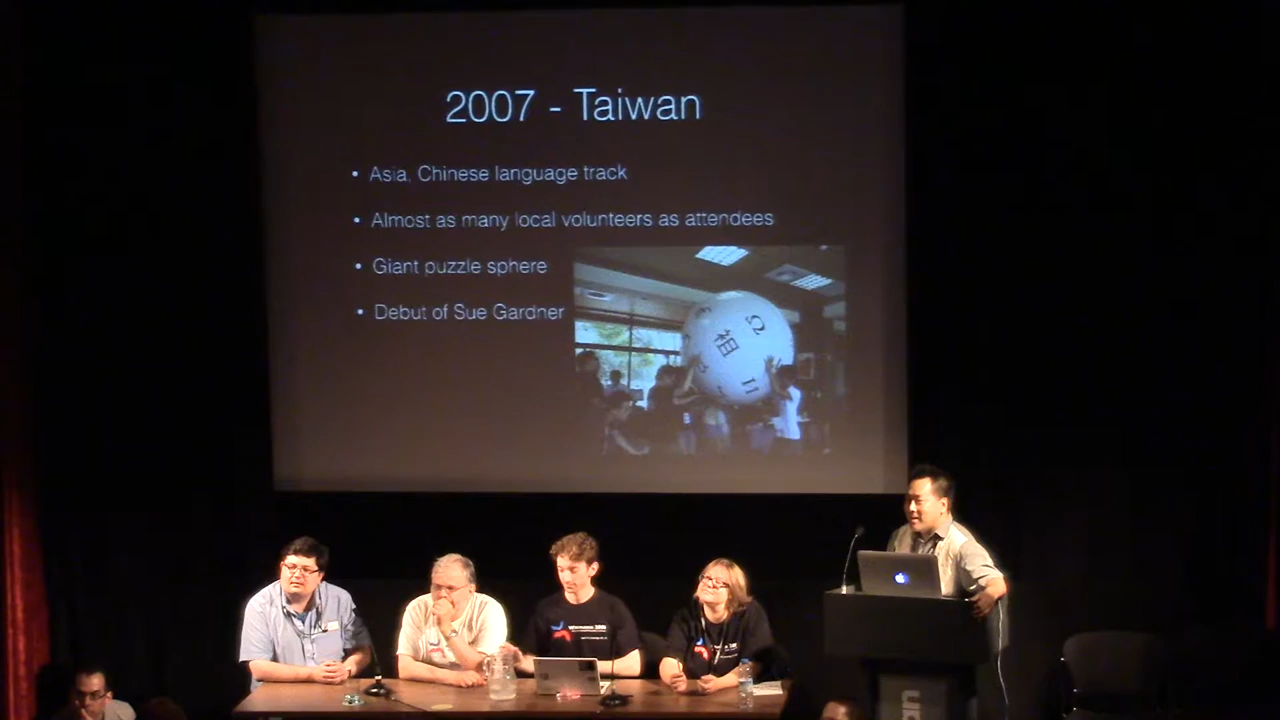 2007 - Taiwan
• Asia, Chinese language track
• Almost as many local volunteers as attendees
• Giant puzzle sphere
• Debut of Sue Gardner
Ω
祖
И